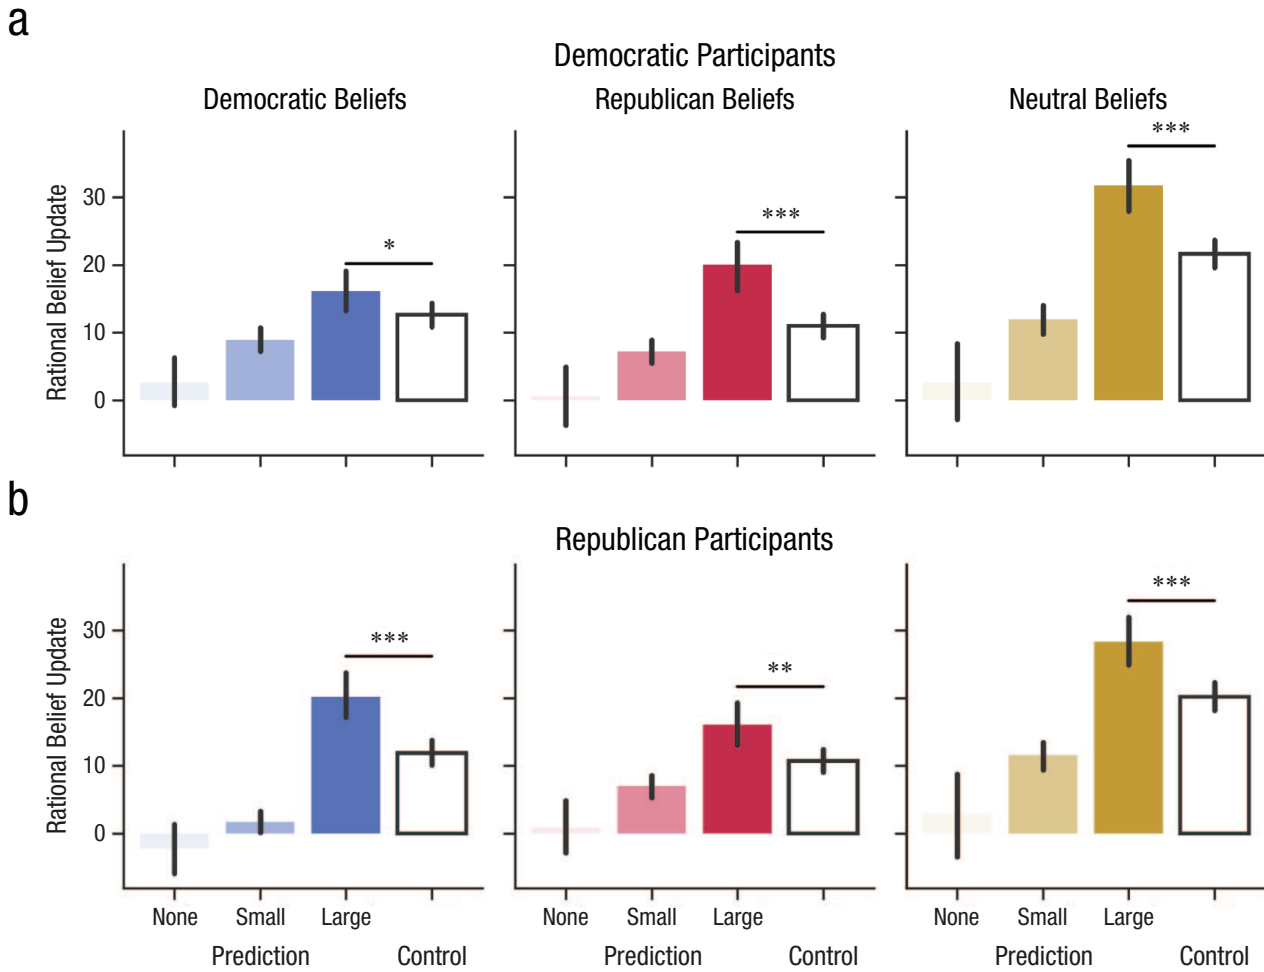 a
Democratic Participants
Democratic Beliefs
Republican Beliefs
Neutral Beliefs
Rational Belief Update
30
20
10
0
*
***
***
b
Republican Participants
Rational Belief Update
30
20
10
0
***
**
***
None Small Large
None Small Large
None Small Large
Prediction Control
Prediction Control
Prediction Control